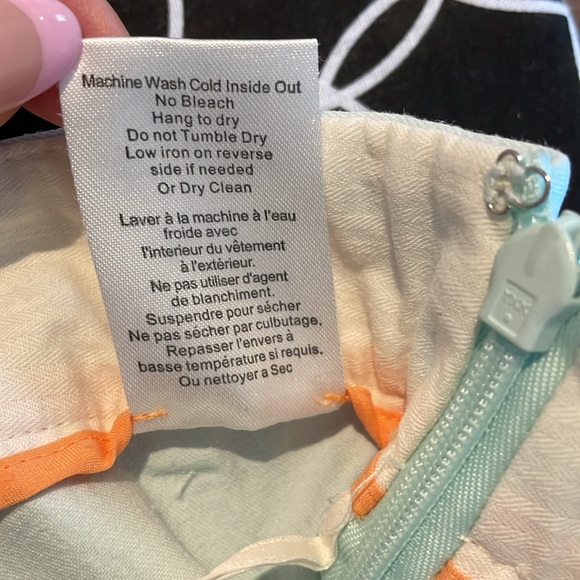 Machine Wash Cold Inside Out
No Bleach
Hang to dry
Do not Tumble Dry
Low iron on reverse
side if needed
Or Dry Clean
Laver à la machine à l'eau
froide avec
l'interieur du vêtement
à l'extérieur.
Ne pas utiliser d'agent
de blanchiment.
Suspendre pour sécher
Ne pas sécher par culbutage.
Repasser l'envers à
basse température si requis.
Ou nettoyer a Sec
YKK